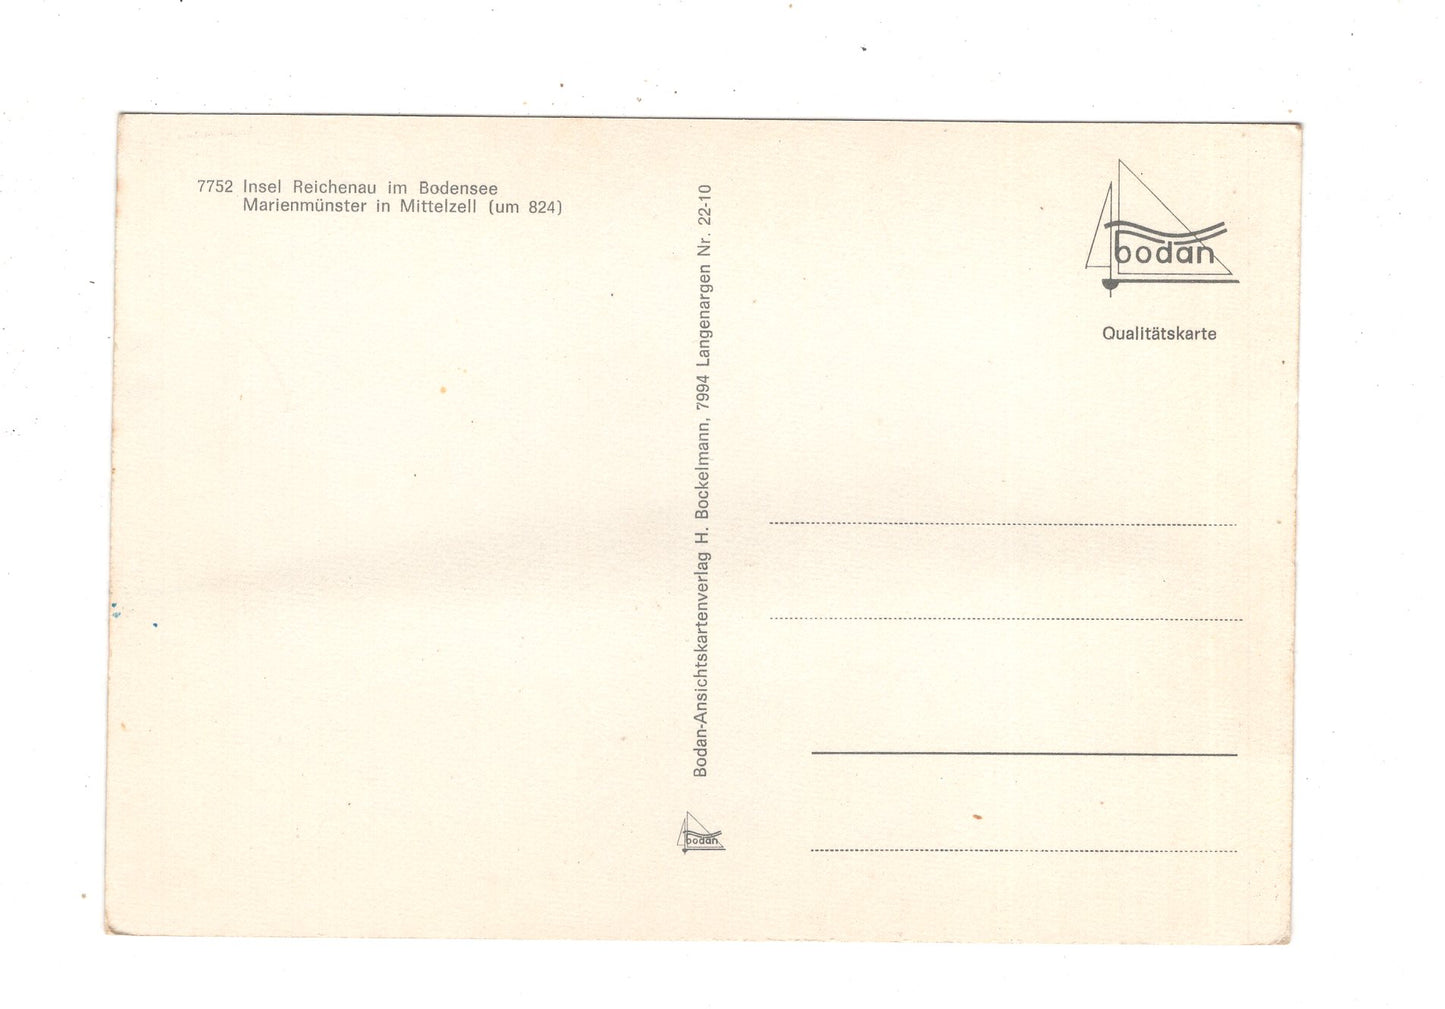 7752 Insel Reichenau im Bodensee
Marienmünster in Mittelzell (um 824)
Bodan-Ansichtskartenverlag H. Bockelmann, 7994 Langenargen Nr. 22-10
bodan
bodan
Qualitätskarte